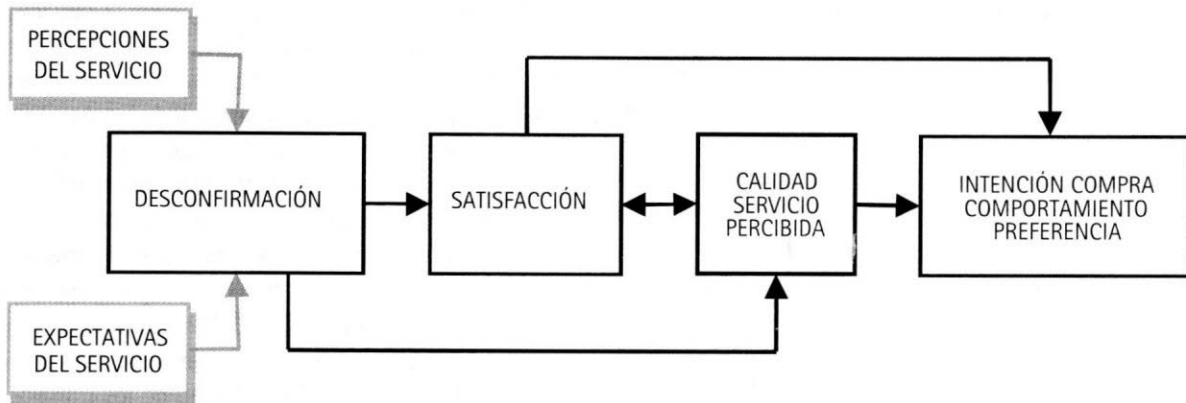 PERCEPCIONES
DEL SERVICIO
DESCONFIRMACIÓN
SATISFACCIÓN
CALIDAD
SERVICIO
PERCIBIDA
INTENCIÓN COMPRA
COMPORTAMIENTO
PREFERENCIA
EXPECTATIVAS
DEL SERVICIO